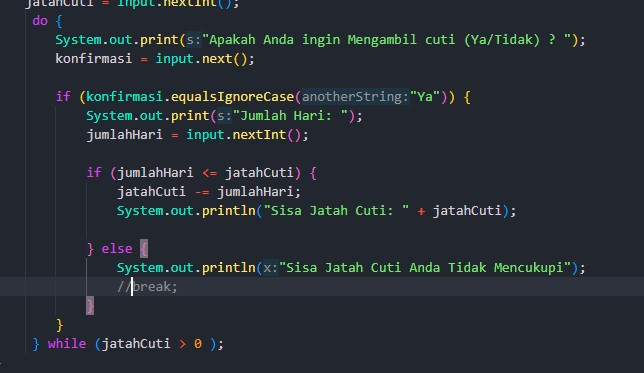 jatahCuti = input.nextInt();
do {
System.out.print(s:"Apakah Anda ingin Mengambil cuti (Ya/Tidak) ? ");
konfirmasi = input.next();
if (konfirmasi.equalsIgnoreCase(anotherString:"Ya")) {
System.out.print(s:"Jumlah Hari: ");
jumlahHari = input.nextInt();
if (jumlahHari <= jatahCuti) {
jatahCuti -= jumlahHari;
System.out.println("Sisa Jatah Cuti: " + jatahCuti);
} else {
System.out.println(x:"Sisa Jatah Cuti Anda Tidak Mencukupi");
//break;
}
}
} while (jatahCuti > 0 );